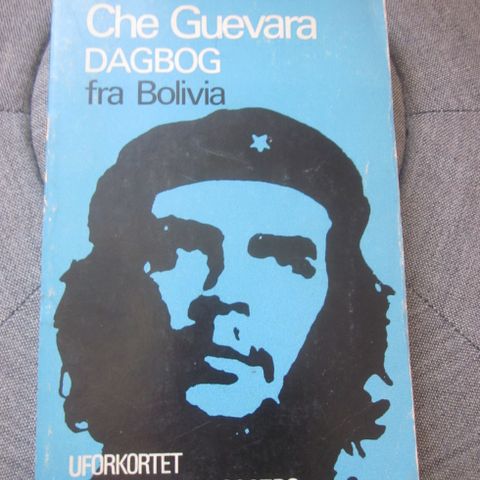 Che Guevara
DAGBOG
fra Bolivia
UFORKORTET